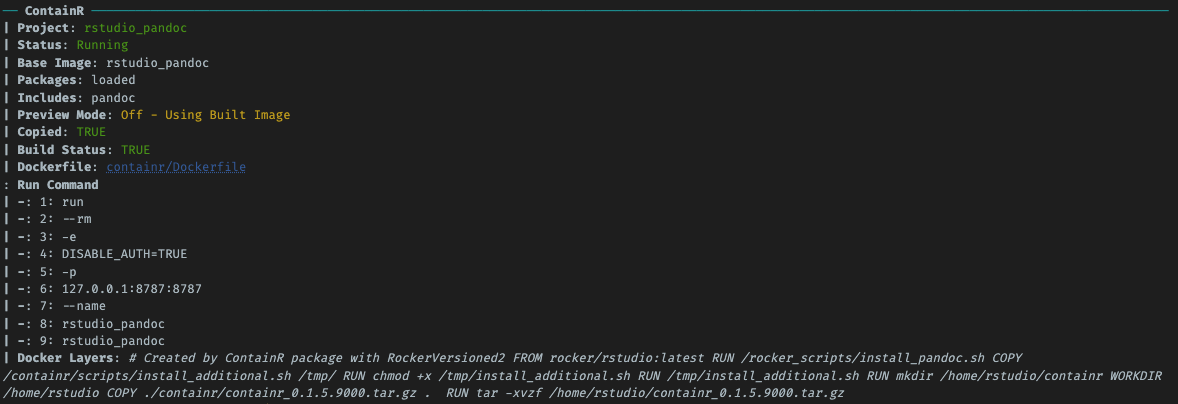 ContainR
| Project: rstudio_pandoc
| Status: Running
| Base Image: rstudio_pandoc
| Packages: loaded
| Includes: pandoc
| Preview Mode: Off - Using Built Image
| Copied: TRUE
| Build Status: TRUE
| Dockerfile: containr/Dockerfile
: Run Command
| -: 1: run
| -: 2: --rm
| -: 3: -e
| -: 4: DISABLE_AUTH=TRUE
| -: 5: -p
| -: 6: 127.0.0.1:8787:8787
| -: 7: --name
| -: 8: rstudio_pandoc
| -: 9: rstudio_pandoc
| Docker Layers: # Created by ContainR package with RockerVersioned2 FROM rocker/rstudio:latest RUN /rocker_scripts/install_pandoc.sh COPY
/containr/scripts/install_additional.sh /tmp/ RUN chmod +x /tmp/install_additional.sh RUN /tmp/install_additional.sh RUN mkdir /home/rstudio/containr WORKDIR
/home/rstudio COPY ./containr/containr_0.1.5.9000.tar.gz .  RUN tar -xvzf /home/rstudio/containr_0.1.5.9000.tar.gz